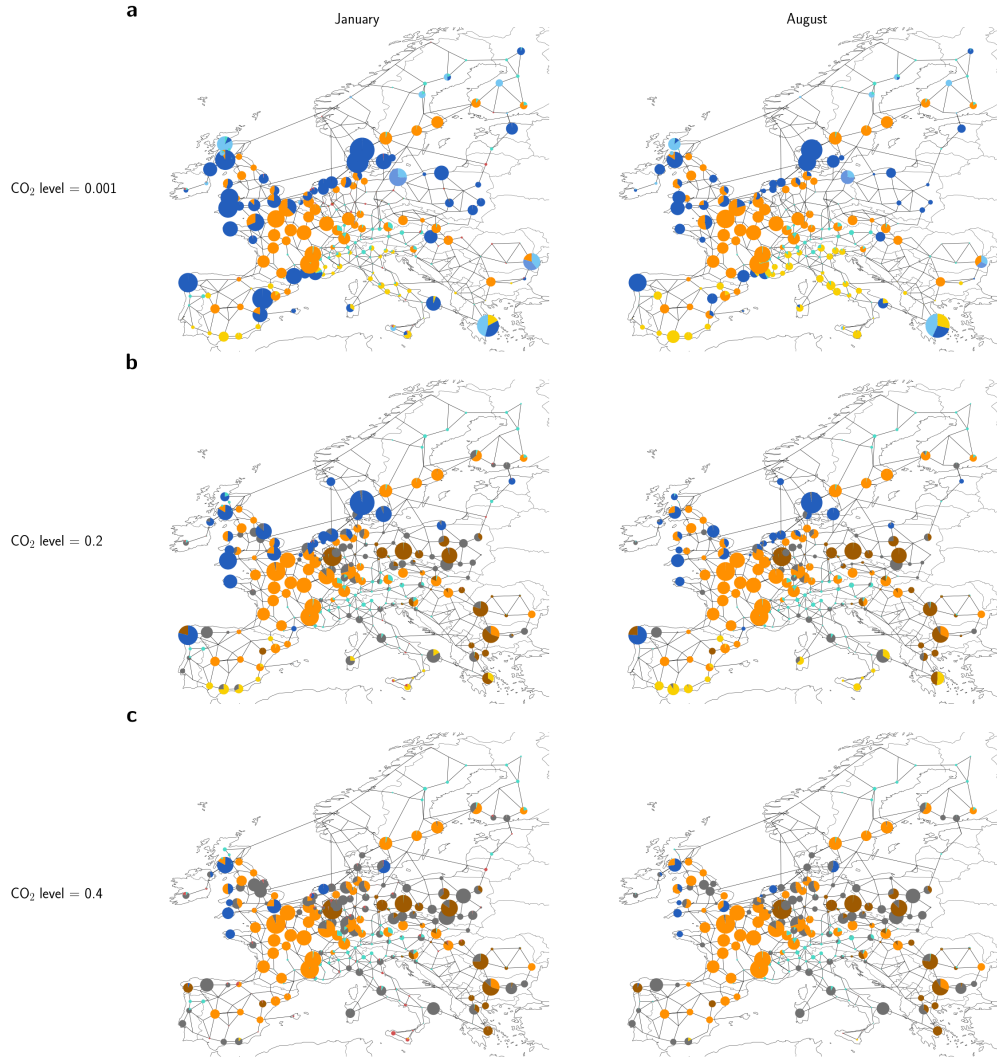 a
January
August
CO₂ level = 0.001
b
CO₂ level = 0.2
c
CO₂ level = 0.4